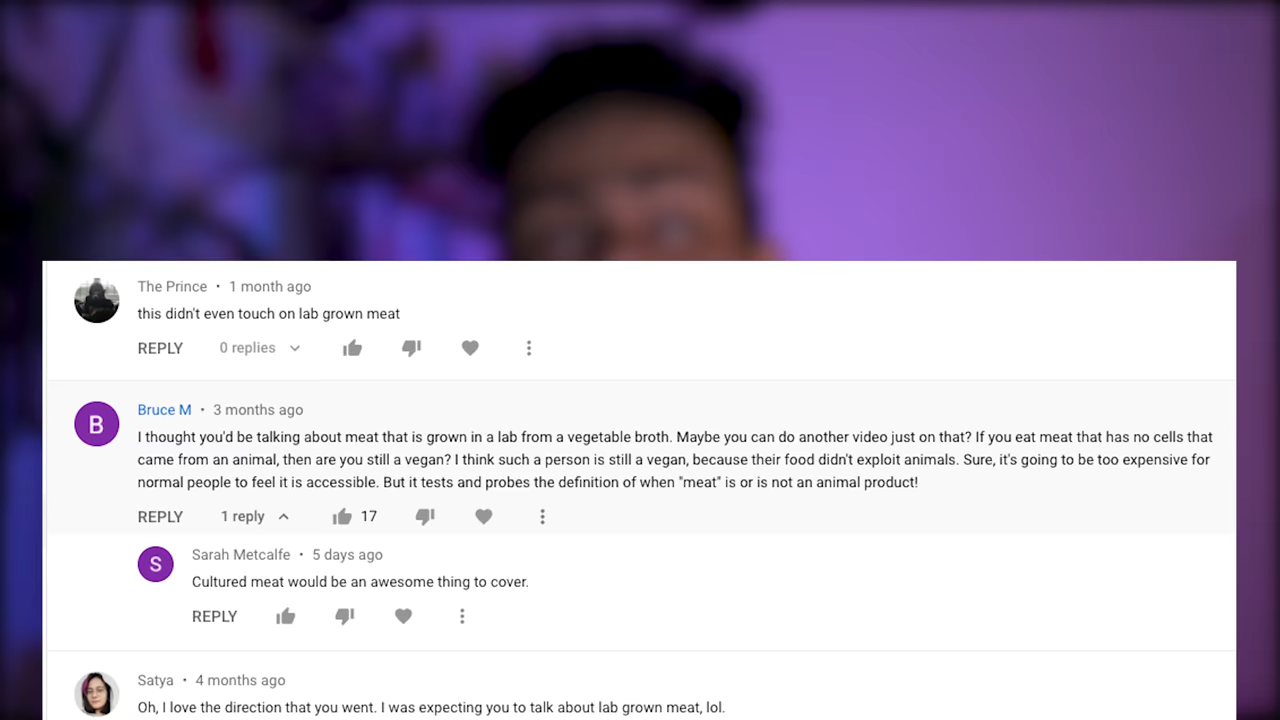 The Prince • 1 month ago
this didn't even touch on lab grown meat
REPLY 0 replies
B
Bruce M • 3 months ago
I thought you'd be talking about meat that is grown in a lab from a vegetable broth. Maybe you can do another video just on that? If you eat meat that has no cells that
came from an animal, then are you still a vegan? I think such a person is still a vegan, because their food didn't exploit animals. Sure, it's going to be too expensive for
normal people to feel it is accessible. But it tests and probes the definition of when "meat" is or is not an animal product!
REPLY 1 reply 17
S
Sarah Metcalfe • 5 days ago
Cultured meat would be an awesome thing to cover.
REPLY
Satya • 4 months ago
Oh, I love the direction that you went. I was expecting you to talk about lab grown meat, lol.